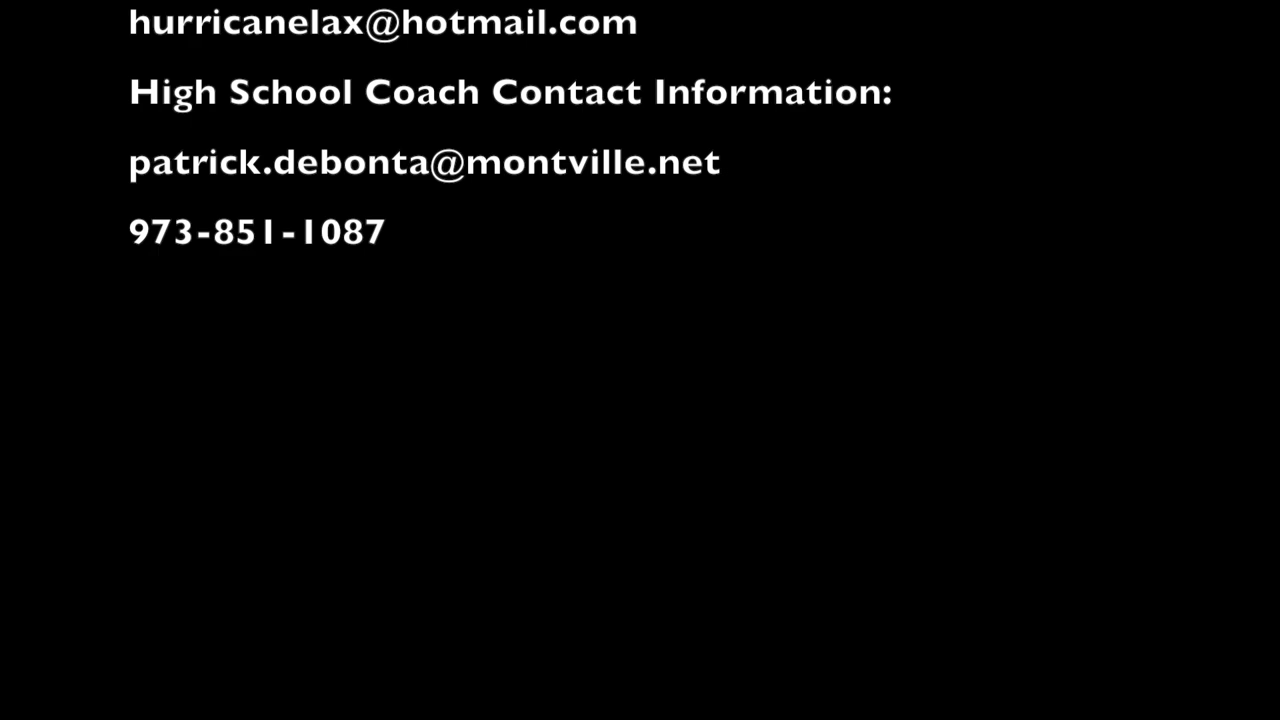 hurricanelax@hotmail.com
High School Coach Contact Information:
patrick.debonta@montville.net
973-851-1087